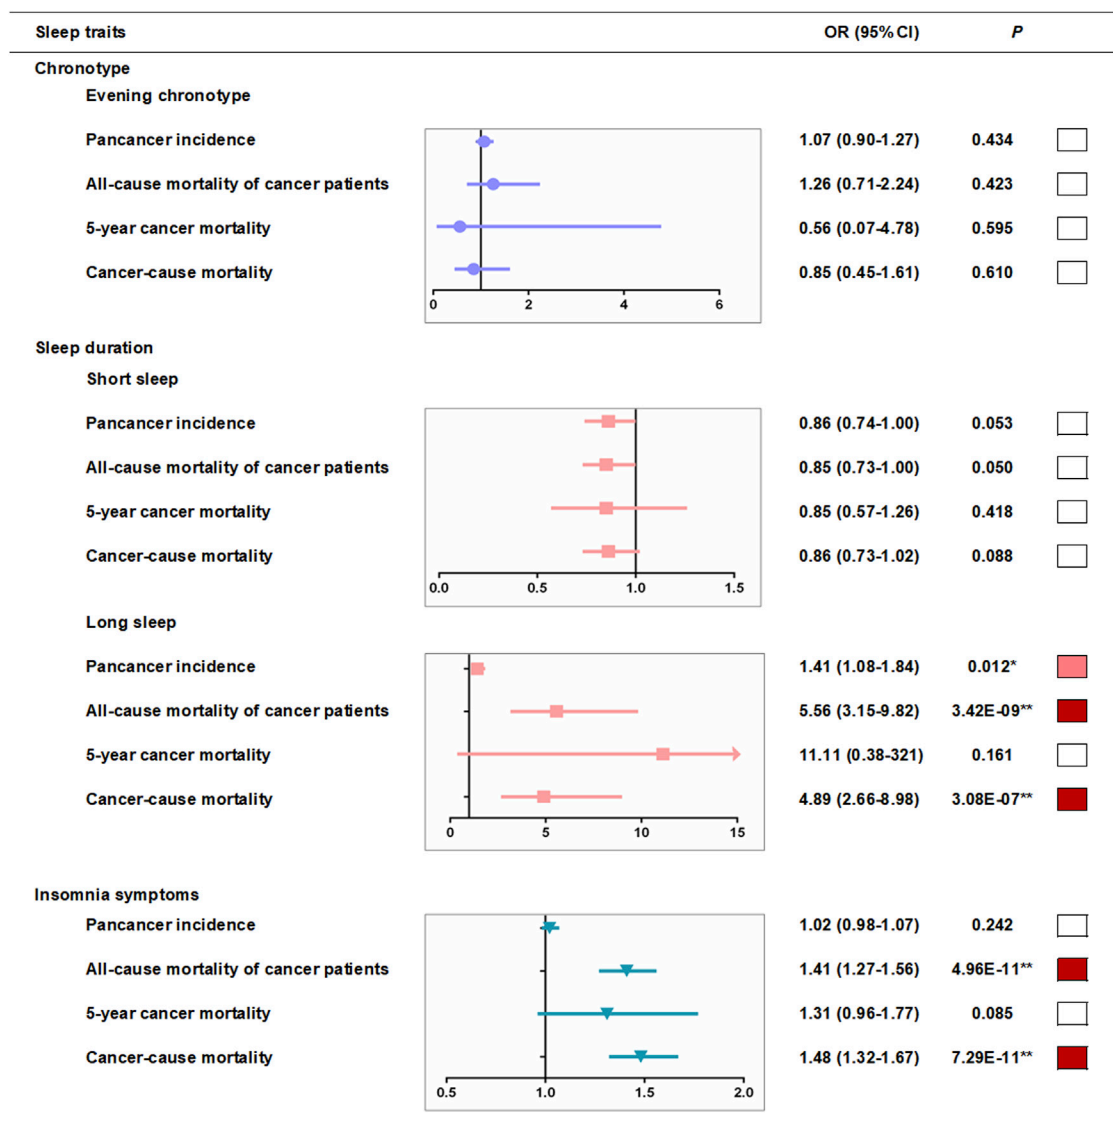 Sleep traits OR (95% CI) P
Chronotype
Evening chronotype
Pancancer incidence 1.07 (0.90-1.27) 0.434
All-cause mortality of cancer patients 1.26 (0.71-2.24) 0.423
5-year cancer mortality 0.56 (0.07-4.78) 0.595
Cancer-cause mortality 0.85 (0.45-1.61) 0.610
0 2 4 6
Sleep duration
Short sleep
Pancancer incidence 0.86 (0.74-1.00) 0.053
All-cause mortality of cancer patients 0.85 (0.73-1.00) 0.050
5-year cancer mortality 0.85 (0.57-1.26) 0.418
Cancer-cause mortality 0.86 (0.73-1.02) 0.088
0.0 0.5 1.0 1.5
Long sleep
Pancancer incidence 1.41 (1.08-1.84) 0.012*
All-cause mortality of cancer patients 5.56 (3.15-9.82) 3.42E-09**
5-year cancer mortality 11.11 (0.38-321) 0.161
Cancer-cause mortality 4.89 (2.66-8.98) 3.08E-07**
0 5 10 15
Insomnia symptoms
Pancancer incidence 1.02 (0.98-1.07) 0.242
All-cause mortality of cancer patients 1.41 (1.27-1.56) 4.96E-11**
5-year cancer mortality 1.31 (0.96-1.77) 0.085
Cancer-cause mortality 1.48 (1.32-1.67) 7.29E-11**
0.5 1.0 1.5 2.0